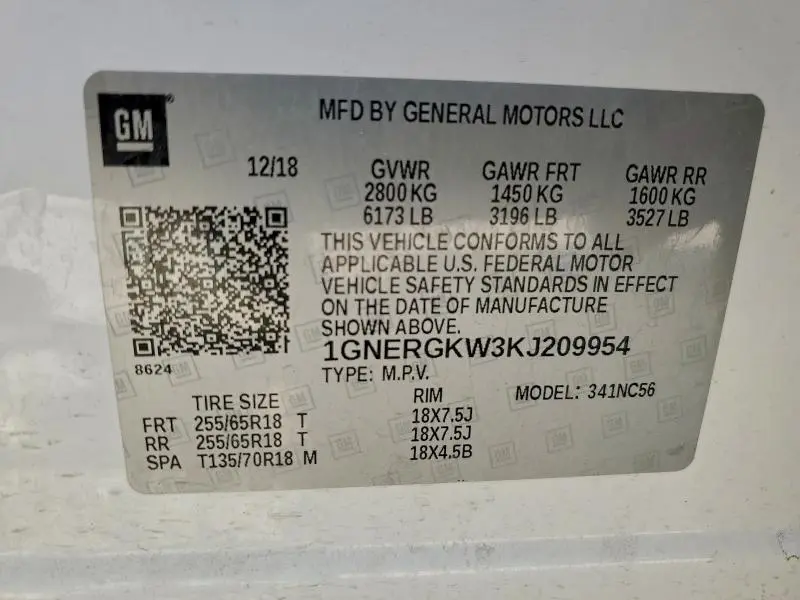 GM
MFD BY GENERAL MOTORS LLC
12/18 GVWR GAWR FRT GAWR RR
2800 KG 1450 KG 1600 KG
6173 LB 3196 LB 3527 LB
THIS VEHICLE CONFORMS TO ALL
APPLICABLE U.S. FEDERAL MOTOR
VEHICLE SAFETY STANDARDS IN EFFECT
ON THE DATE OF MANUFACTURE
SHOWN ABOVE.
1GNERGKW3KJ209954
8624
TYPE: M.P.V. MODEL: 341NC56
TIRE SIZE RIM
FRT 255/65R18 T 18X7.5J
RR 255/65R18 T 18X7.5J
SPA T135/70R18 M 18X4.5B